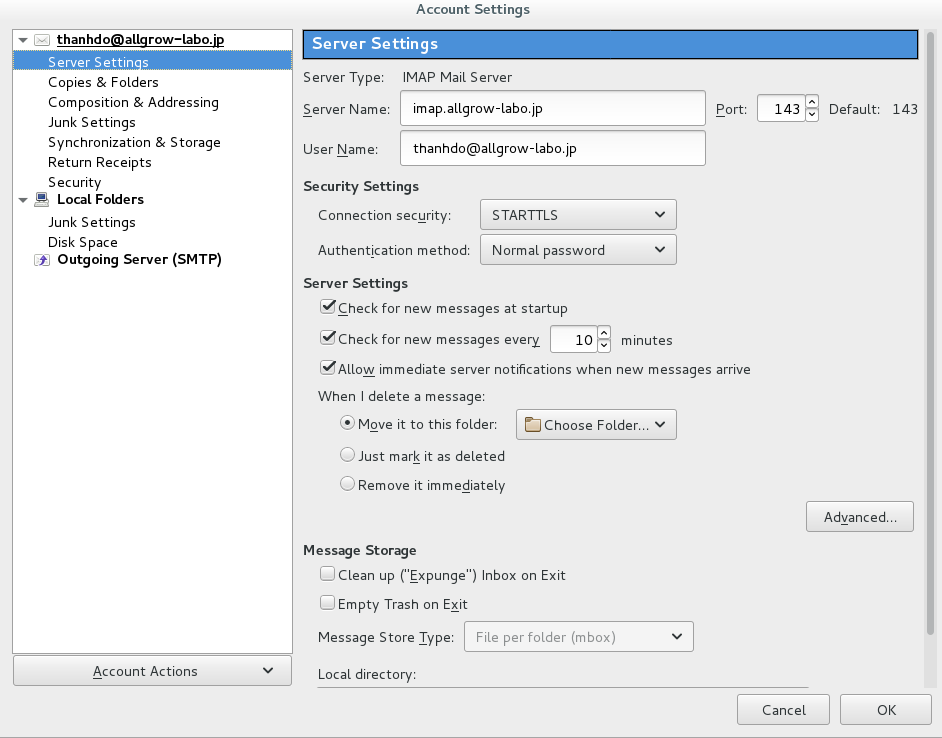 Account Settings
thanhdo@allgrow-labo.jp
Server Settings
Copies & Folders
Composition & Addressing
Junk Settings
Synchronization & Storage
Return Receipts
Security
Local Folders
Junk Settings
Disk Space
Outgoing Server (SMTP)
Account Actions
Server Settings
Server Type: IMAP Mail Server
Server Name: imap.allgrow-labo.jp Port: 143 Default: 143
User Name: thanhdo@allgrow-labo.jp
Security Settings
Connection security: STARTTLS
Authentication method: Normal password
Server Settings
Check for new messages at startup
Check for new messages every 10 minutes
Allow immediate server notifications when new messages arrive
When I delete a message:
Move it to this folder: Choose Folder...
Just mark it as deleted
Remove it immediately
Advanced...
Message Storage
Clean up ("Expunge") Inbox on Exit
Empty Trash on Exit
Message Store Type: File per folder (mbox)
Local directory:
Cancel OK